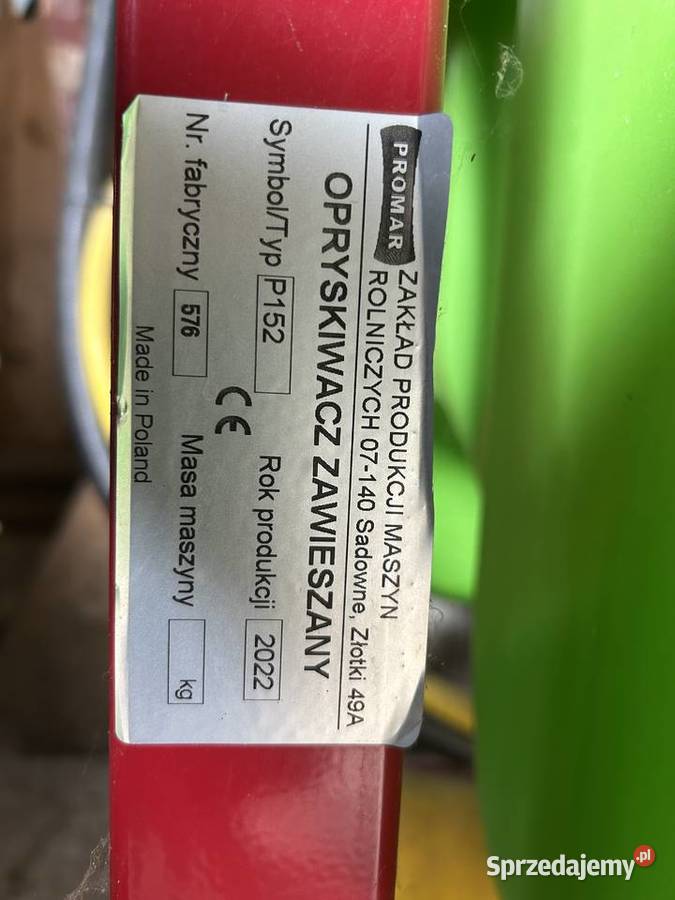 PROMAR
ZAKŁAD PRODUKCJI MASZYN
ROLNICZYCH 07-140 Sadowne, Złotki 49A
OPRYSKIWACZ ZAWIESZANY
Symbol/Typ P152 Rok produkcji 2022
CE
Nr. fabryczny 576 Masa maszyny kg
Made in Poland
Sprzedajemy.pl